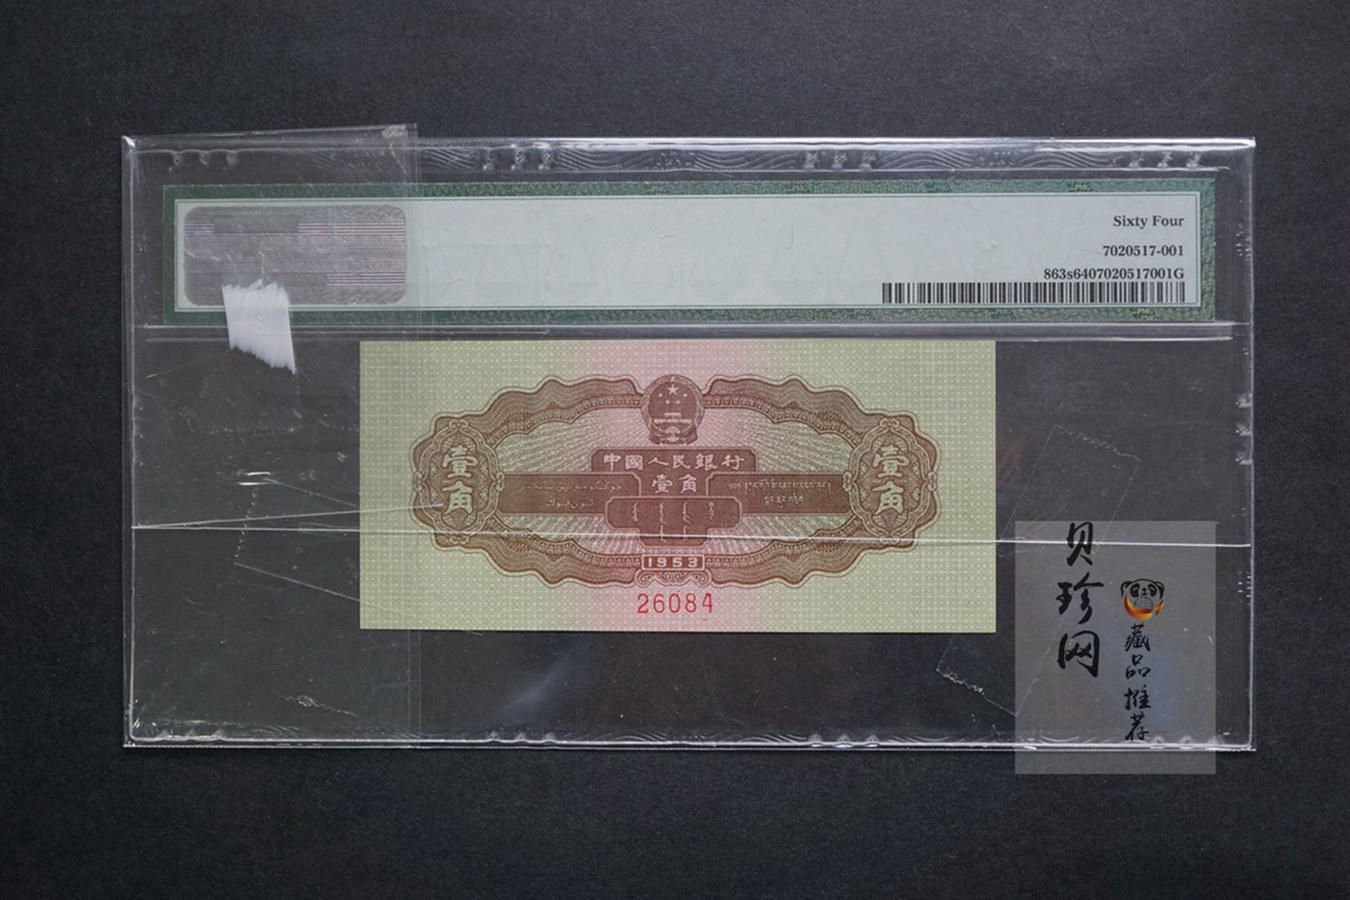 Sixty Four
7020517-001
863s6407020517001G
中國人民銀行
壹角
壹角
壹角
1953
26084
贝珍网
藏品推荐